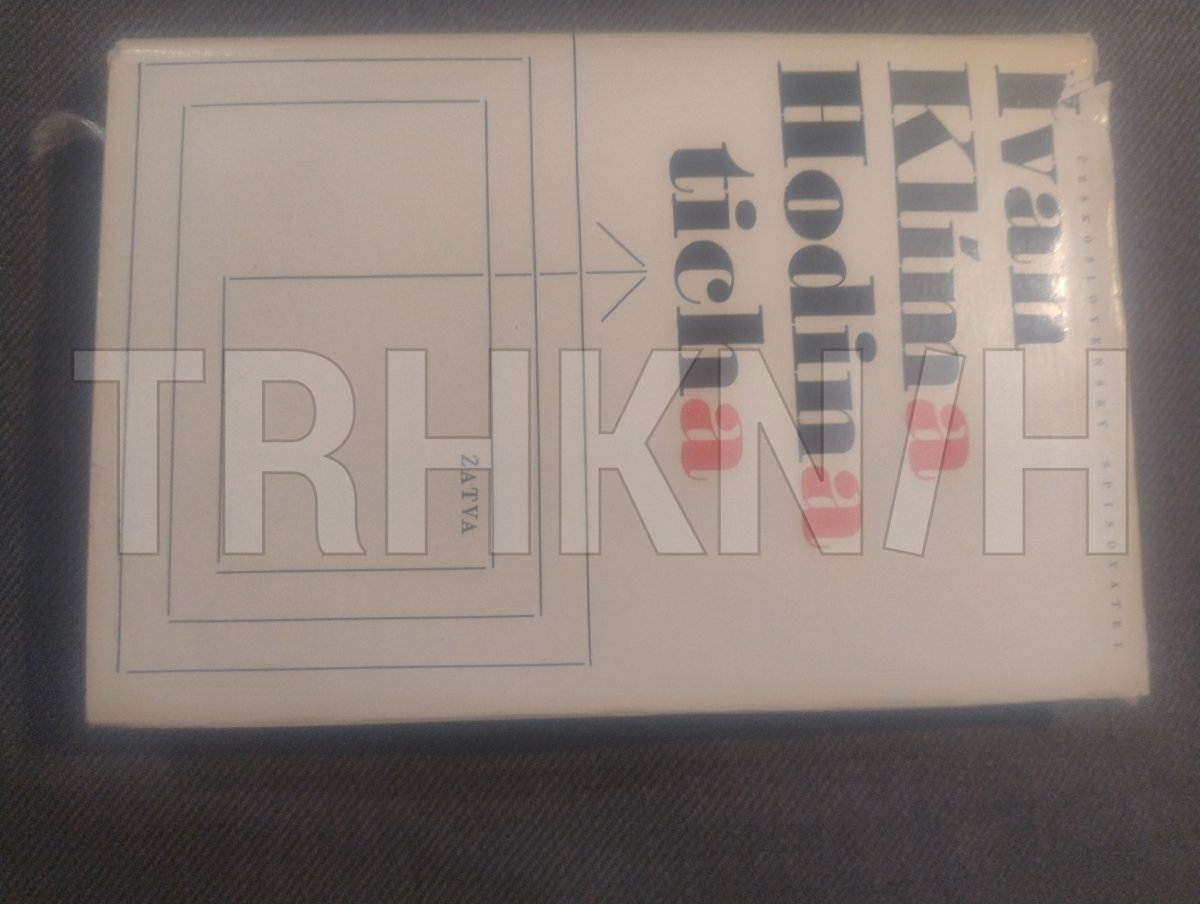 ČESKOSLOVENSKÝ SPISOVATEL
Ivan
Klíma
Hodina
ticha
ŽATVA
TRHKNIH